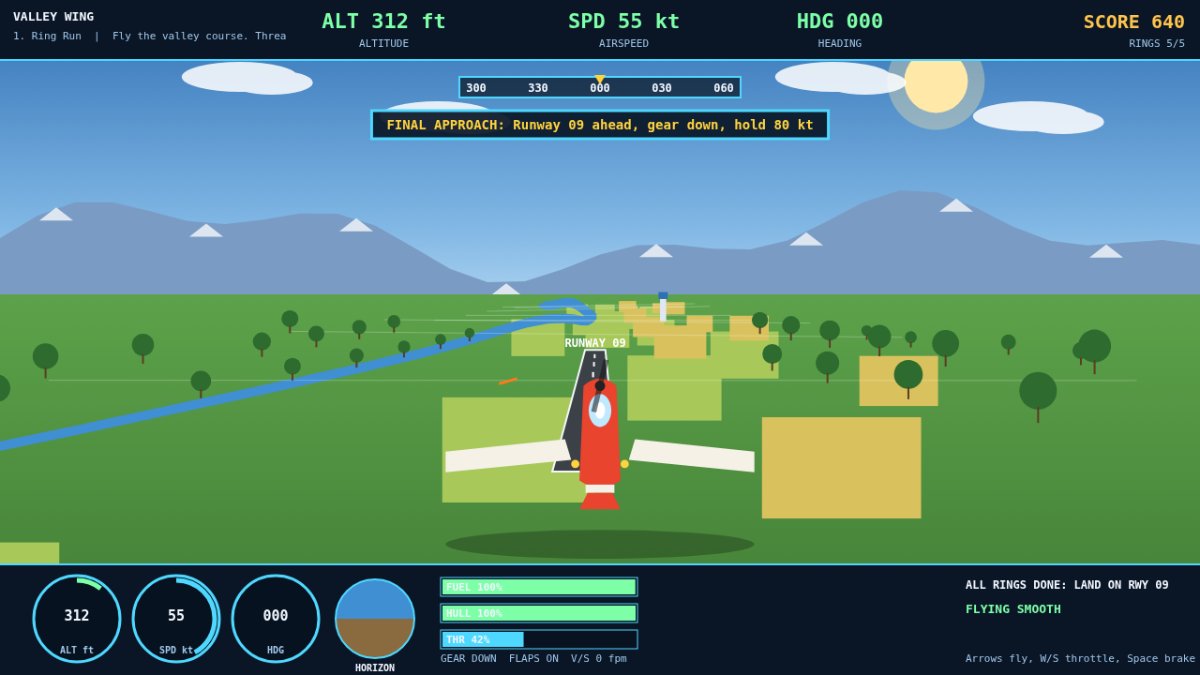 VALLEY WING
1. Ring Run | Fly the valley course. Threa
ALT 312 ft
ALTITUDE
SPD 55 kt
AIRSPEED
HDG 000
HEADING
SCORE 640
RINGS 5/5
300 330 000 030 060
FINAL APPROACH: Runway 09 ahead, gear down, hold 80 kt
RUNWAY 09
312
ALT ft
55
SPD kt
000
HDG
HORIZON
FUEL 100%
HULL 100%
THR 42%
GEAR DOWN FLAPS ON V/S 0 fpm
ALL RINGS DONE: LAND ON RWY 09
FLYING SMOOTH
Arrows fly, W/S throttle, Space brake